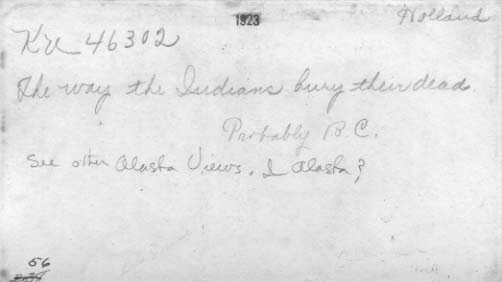 1923
Holland
Ku 46302
The way the Indians bury their dead
Probably B.C.
See other Alaska Views. I Alaska?
56